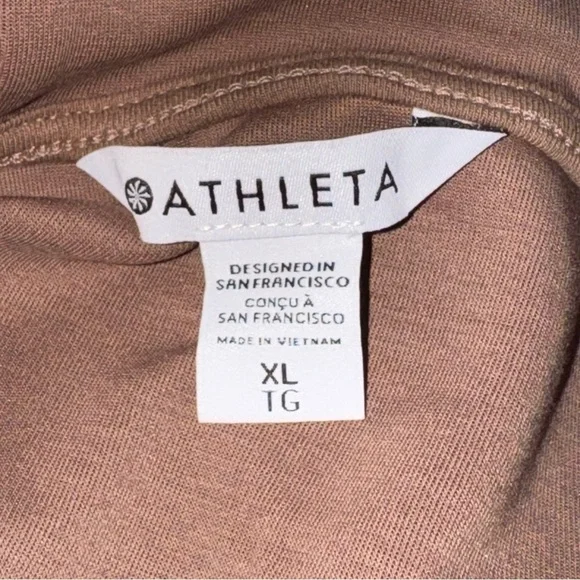 ATHLETA
DESIGNED IN
SAN FRANCISCO
CONÇU À
SAN FRANCISCO
MADE IN VIETNAM
XL
TG